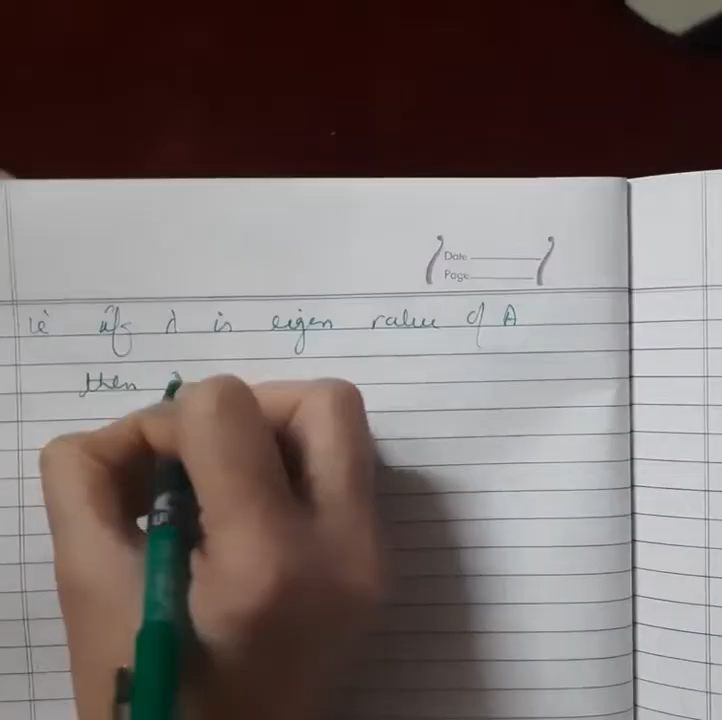 Date
Page
ie if λ is eigen value of A
then